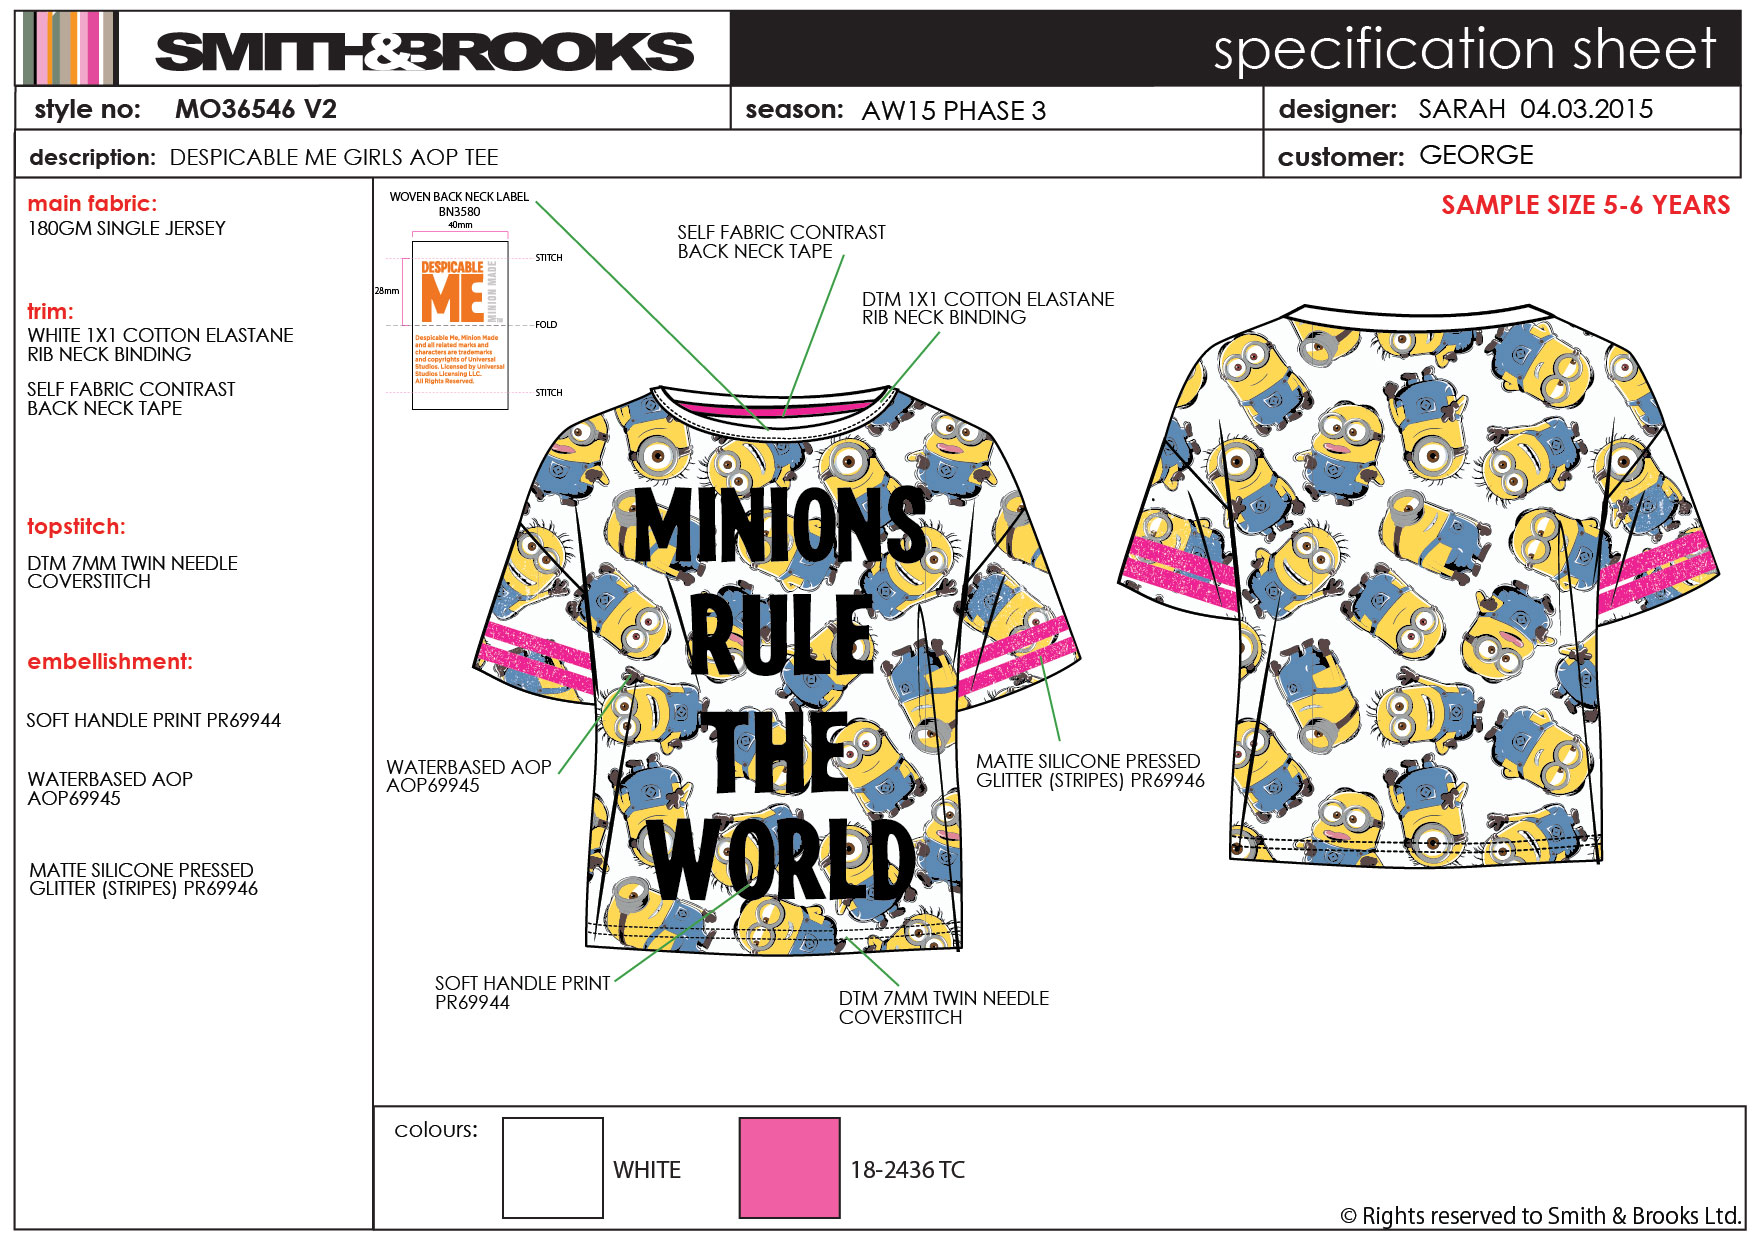 SMITH&BROOKS
specification sheet
style no: MO36546 V2
season: AW15 PHASE 3
designer: SARAH 04.03.2015
description: DESPICABLE ME GIRLS AOP TEE
customer: GEORGE
main fabric:
180GM SINGLE JERSEY
trim:
WHITE 1X1 COTTON ELASTANE
RIB NECK BINDING
SELF FABRIC CONTRAST
BACK NECK TAPE
topstitch:
DTM 7MM TWIN NEEDLE
COVERSTITCH
embellishment:
SOFT HANDLE PRINT PR69944
WATERBASED AOP
AOP69945
MATTE SILICONE PRESSED
GLITTER (STRIPES) PR69946
WOVEN BACK NECK LABEL
BN3580
40mm
STITCH
DESPICABLE
ME
MINION MADE
28mm
FOLD
Despicable Me, Minion Made
and all related marks and
characters are trademarks
and copyrights of Universal
Studios. Licensed by Universal
Studios Licensing LLC.
All Rights Reserved.
STITCH
SELF FABRIC CONTRAST
BACK NECK TAPE
DTM 1X1 COTTON ELASTANE
RIB NECK BINDING
SAMPLE SIZE 5-6 YEARS
MINIONS
RULE
THE
WORLD
WATERBASED AOP
AOP69945
MATTE SILICONE PRESSED
GLITTER (STRIPES) PR69946
SOFT HANDLE PRINT
PR69944
DTM 7MM TWIN NEEDLE
COVERSTITCH
colours:
WHITE
18-2436 TC
© Rights reserved to Smith & Brooks Ltd.